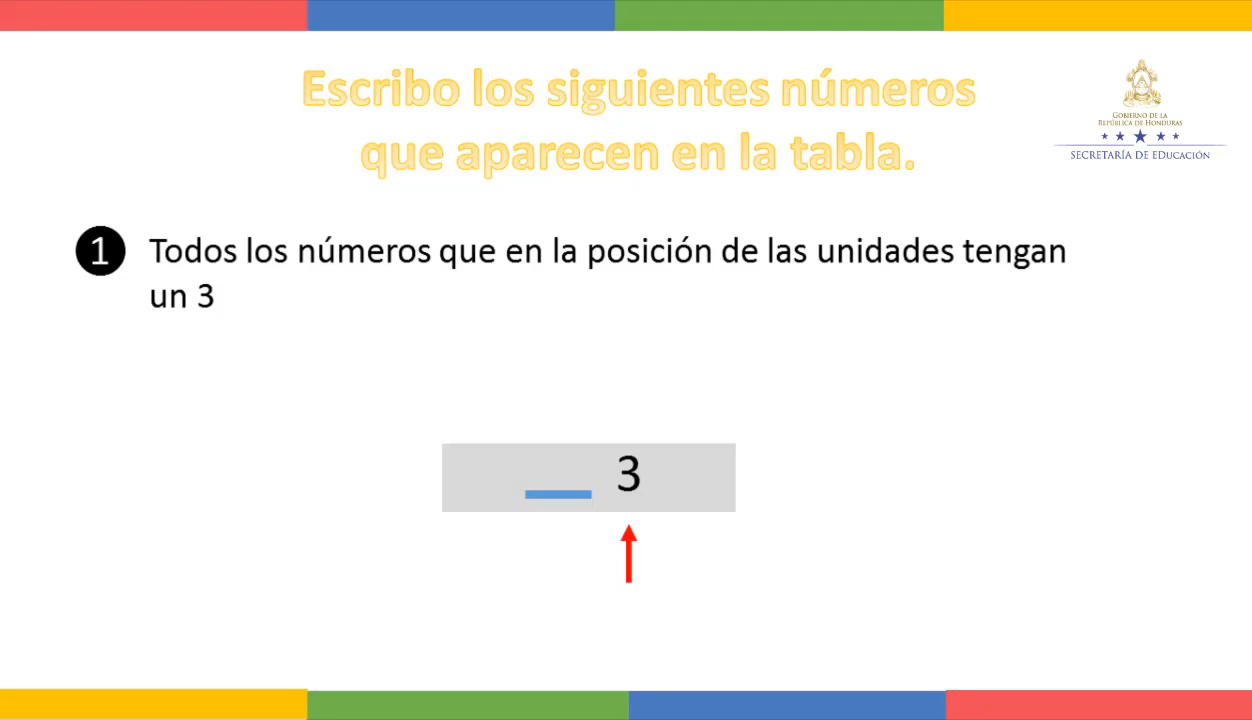 Escribo los siguientes números
que aparecen en la tabla.
GOBIERNO DE LA
REPÚBLICA DE HONDURAS
SECRETARÍA DE EDUCACIÓN
1 Todos los números que en la posición de las unidades tengan
un 3
__ 3